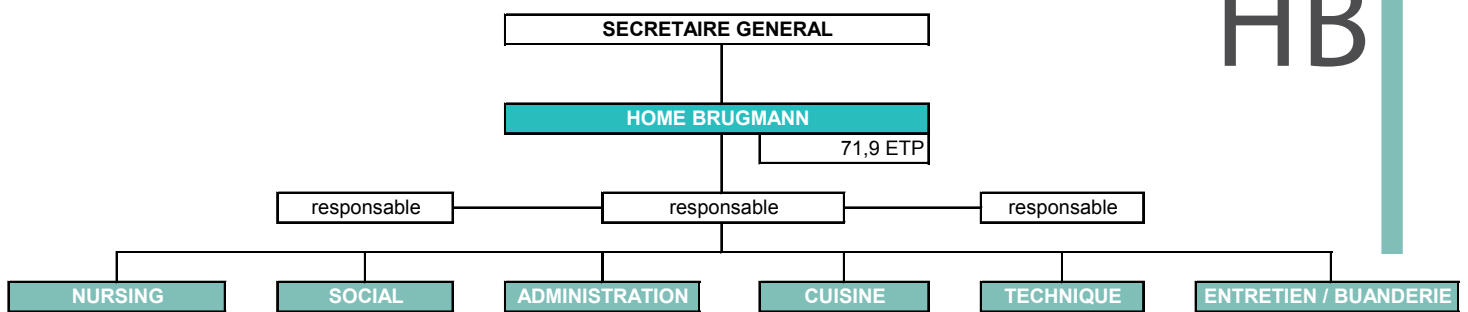 HB
SECRETAIRE GENERAL
HOME BRUGMANN
71,9 ETP
responsable
responsable
responsable
NURSING
SOCIAL
ADMINISTRATION
CUISINE
TECHNIQUE
ENTRETIEN / BUANDERIE